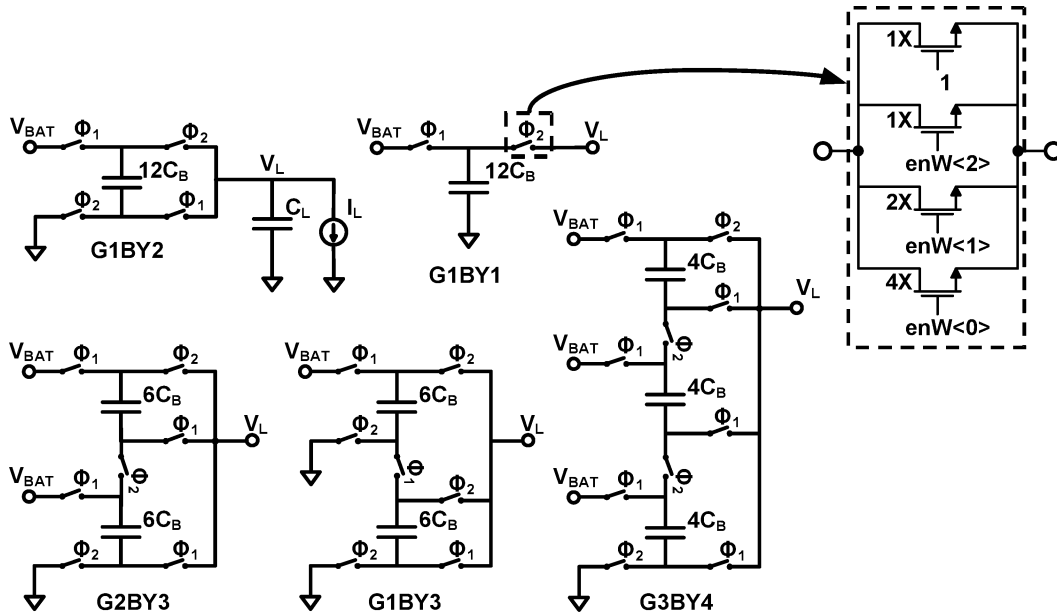 V_BAT Φ1 Φ2
12C_B V_L
Φ2 Φ1 C_L I_L
G1BY2
V_BAT Φ1 Φ2 V_L
12C_B
G1BY1
1X
1
1X
enW<2>
2X
enW<1>
4X
enW<0>
V_BAT Φ1 Φ2
6C_B
Φ1 V_L
Φ2
V_BAT Φ1
6C_B
Φ2 Φ1
G2BY3
V_BAT Φ1 Φ2
6C_B
Φ2 V_L
Φ1
Φ2
6C_B
Φ2 Φ1
G1BY3
V_BAT Φ1 Φ2
4C_B
Φ1 V_L
Φ2
V_BAT Φ1
4C_B
Φ1
Φ2
V_BAT Φ1
4C_B
Φ2 Φ1
G3BY4